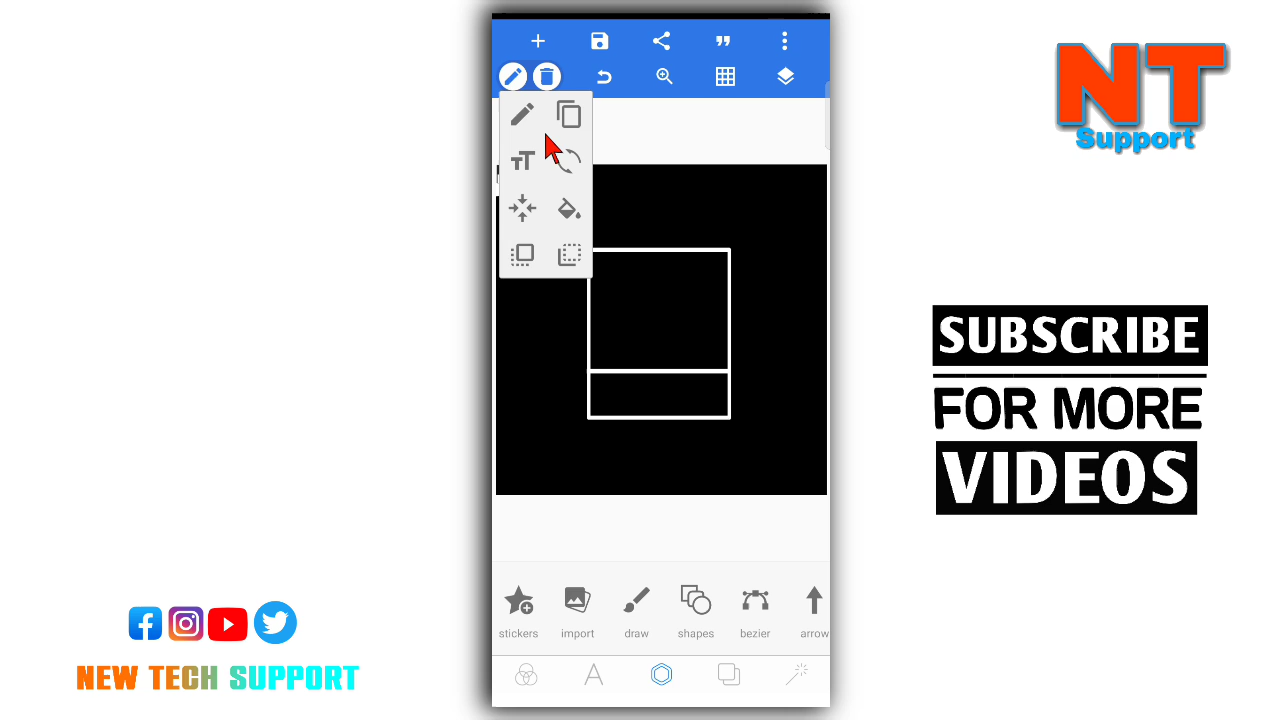 NT
Support
SUBSCRIBE
FOR MORE
VIDEOS
stickers
import
draw
shapes
bezier
arrow
NEW TECH SUPPORT